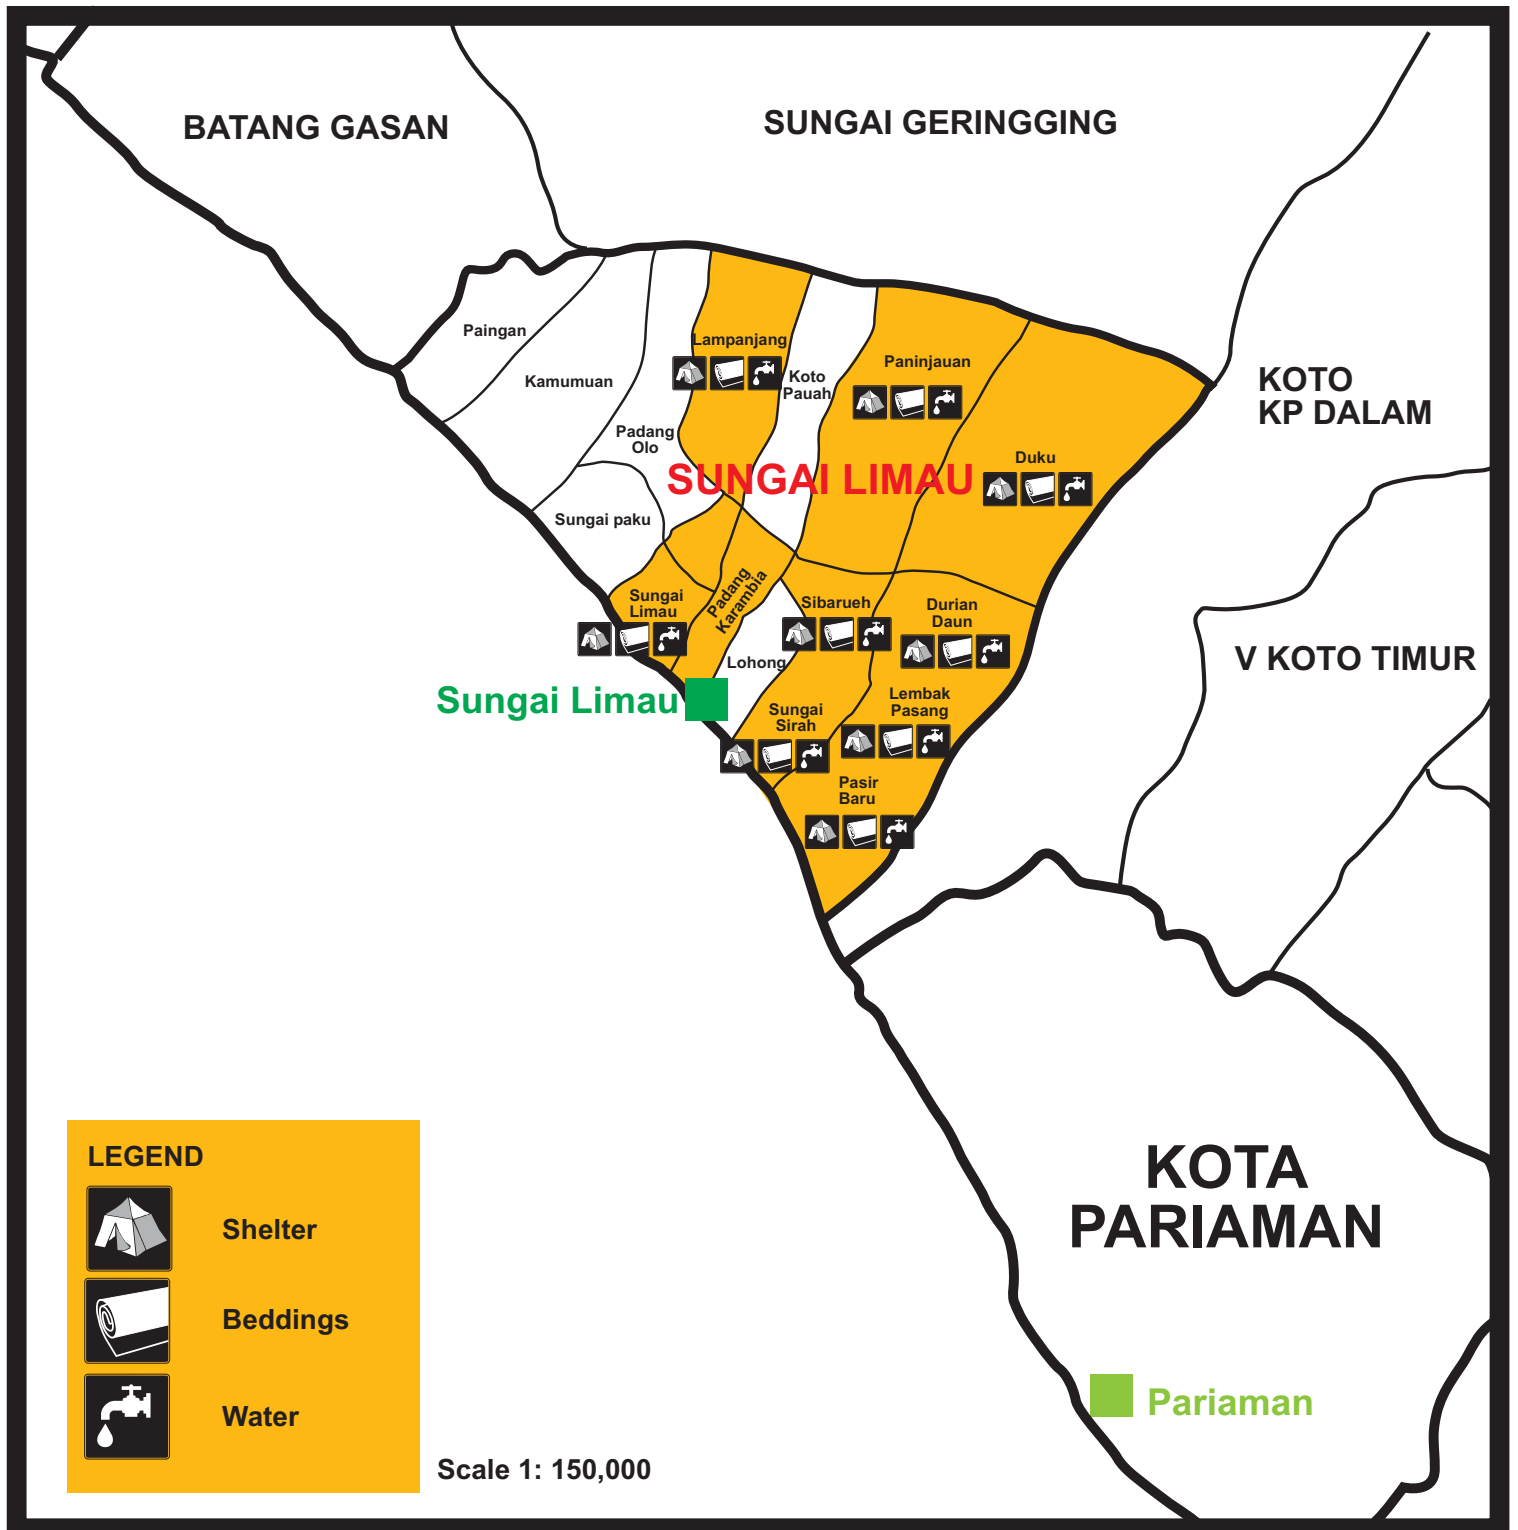 BATANG GASAN
SUNGAI GERINGGING
Paingan
Kamumuan
Lampanjang
Koto
Pauah
Paninjauan
KOTO
KP DALAM
Padang
Olo
SUNGAI LIMAU
Duku
Sungai paku
Sungai
Limau
Padang
Karambia
Sibarueh
Durian
Daun
V KOTO TIMUR
Lohong
Sungai Limau
Sungai
Sirah
Lembak
Pasang
Pasir
Baru
KOTA
PARIAMAN
Pariaman
LEGEND
Shelter
Beddings
Water
Scale 1: 150,000